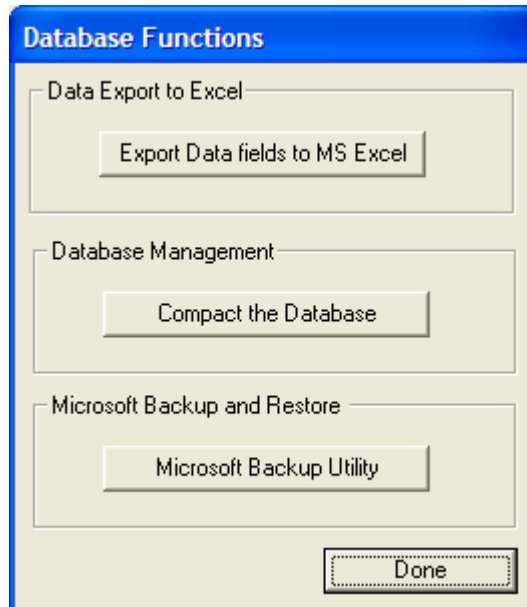 Database Functions
Data Export to Excel
Export Data fields to MS Excel
Database Management
Compact the Database
Microsoft Backup and Restore
Microsoft Backup Utility
Done